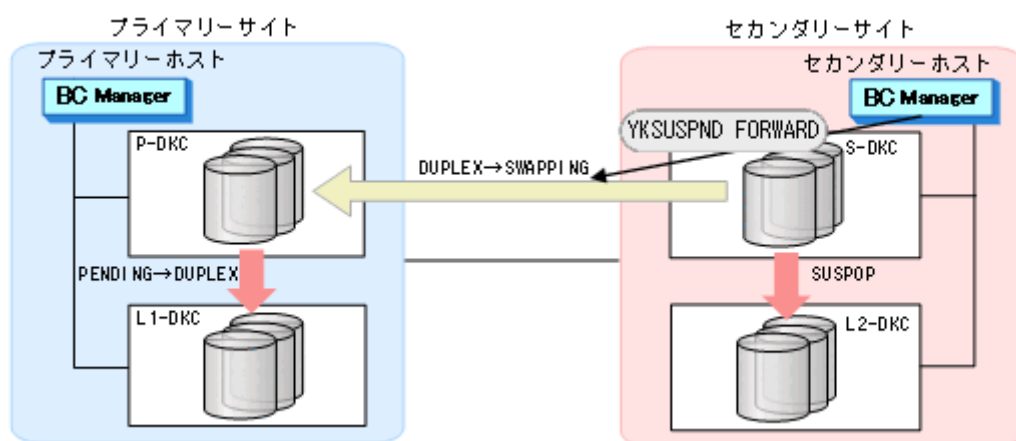 プライマリーサイト
プライマリーホスト
BC Manager
P-DKC
PENDING→DUPLEX
L1-DKC
DUPLEX→SWAPPING
YKSUSPND FORWARD
セカンダリーサイト
セカンダリーホスト
BC Manager
S-DKC
SUSPOP
L2-DKC